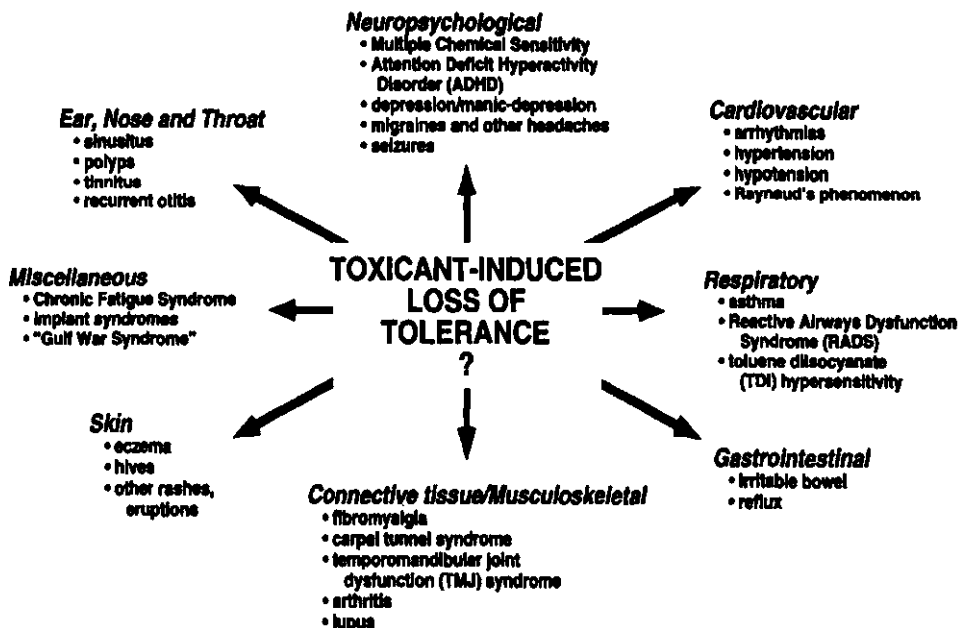 Neuropsychological
• Multiple Chemical Sensitivity
• Attention Deficit Hyperactivity
Disorder (ADHD)
• depression/manic-depression
• migraines and other headaches
• seizures
Ear, Nose and Throat
• sinusitus
• polyps
• tinnitus
• recurrent otitis
Cardiovascular
• arrhythmias
• hypertension
• hypotension
• Raynaud's phenomenon
TOXICANT-INDUCED
LOSS OF
TOLERANCE
?
Miscellaneous
• Chronic Fatigue Syndrome
• implant syndromes
• "Gulf War Syndrome"
Respiratory
• asthma
• Reactive Airways Dysfunction
Syndrome (RADS)
• toluene diisocyanate
(TDI) hypersensitivity
Skin
• eczema
• hives
• other rashes,
eruptions
Connective tissue/Musculoskeletal
• fibromyalgia
• carpal tunnel syndrome
• temporomandibular joint
dysfunction (TMJ) syndrome
• arthritis
• lupus
Gastrointestinal
• irritable bowel
• reflux